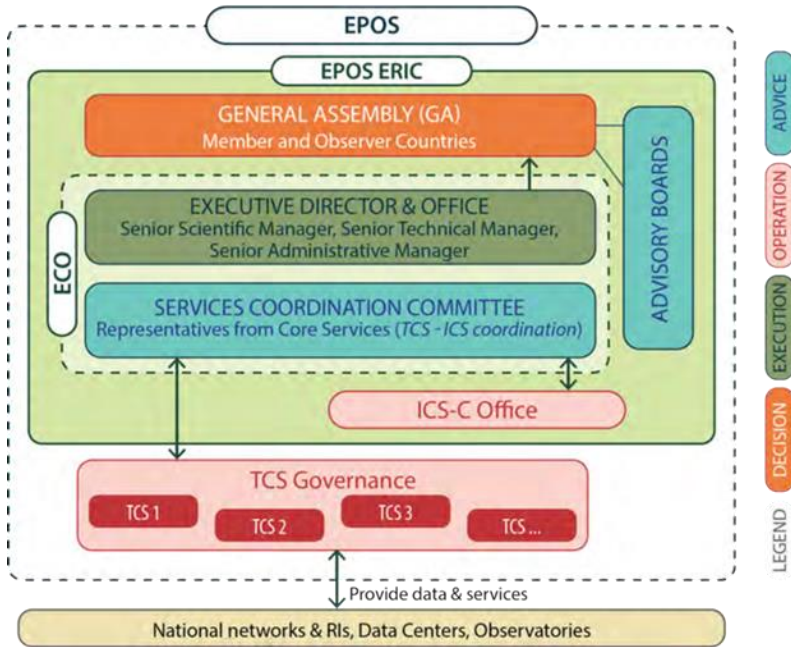 EPOS
EPOS ERIC
GENERAL ASSEMBLY (GA)
Member and Observer Countries
ADVISORY BOARDS
ECO
EXECUTIVE DIRECTOR & OFFICE
Senior Scientific Manager, Senior Technical Manager,
Senior Administrative Manager
SERVICES COORDINATION COMMITTEE
Representatives from Core Services (TCS - ICS coordination)
ICS-C Office
TCS Governance
TCS 1
TCS 2
TCS 3
TCS ...
Provide data & services
National networks & RIs, Data Centers, Observatories
ADVICE
OPERATION
EXECUTION
DECISION
LEGEND